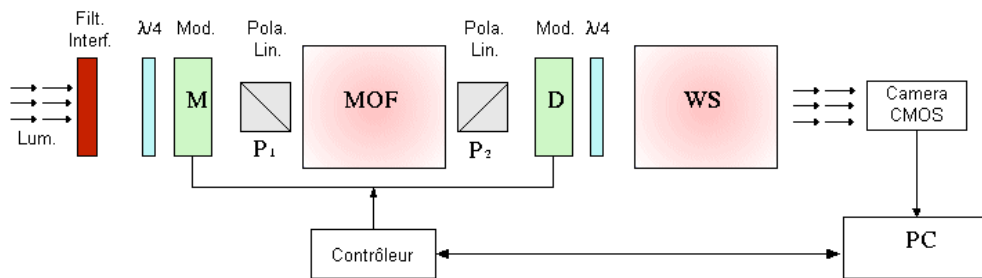 Filt.
Interf.
λ/4
Mod.
Pola.
Lin.
Pola.
Lin.
Mod.
λ/4
M
MOF
D
WS
Camera
CMOS
Lum.
P₁
P₂
Contrôleur
PC